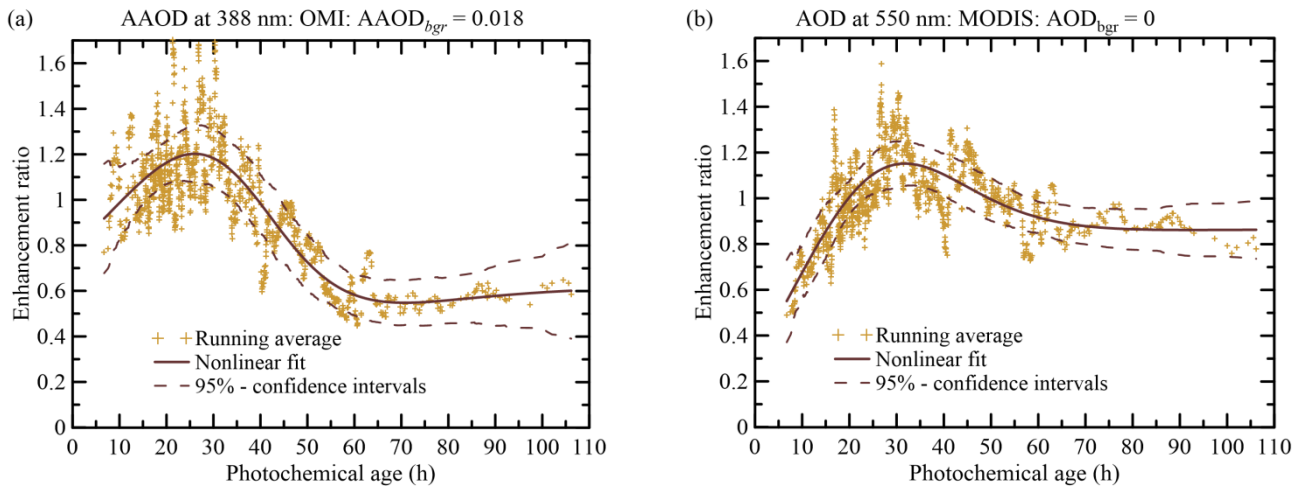 (a) AAOD at 388 nm: OMI: AAODbgr = 0.018
1.6
1.4
1.2
1
0.8
0.6
0.4
0.2
0
Enhancement ratio
+ + Running average
Nonlinear fit
95% - confidence intervals
0 10 20 30 40 50 60 70 80 90 100 110
Photochemical age (h)
(b) AOD at 550 nm: MODIS: AODbgr = 0
1.6
1.4
1.2
1
0.8
0.6
0.4
0.2
0
Enhancement ratio
+ + Running average
Nonlinear fit
95% - confidence intervals
0 10 20 30 40 50 60 70 80 90 100 110
Photochemical age (h)